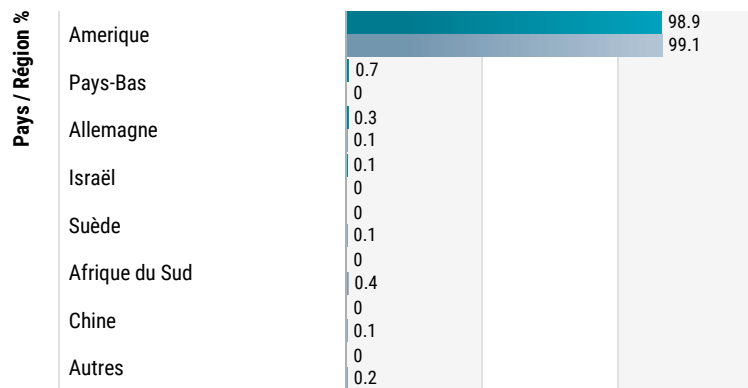 Pays / Région %
Amerique
98.9
99.1
Pays-Bas
0.7
0
Allemagne
0.3
0.1
Israël
0.1
0
Suède
0
0.1
Afrique du Sud
0
0.4
Chine
0
0.1
Autres
0
0.2